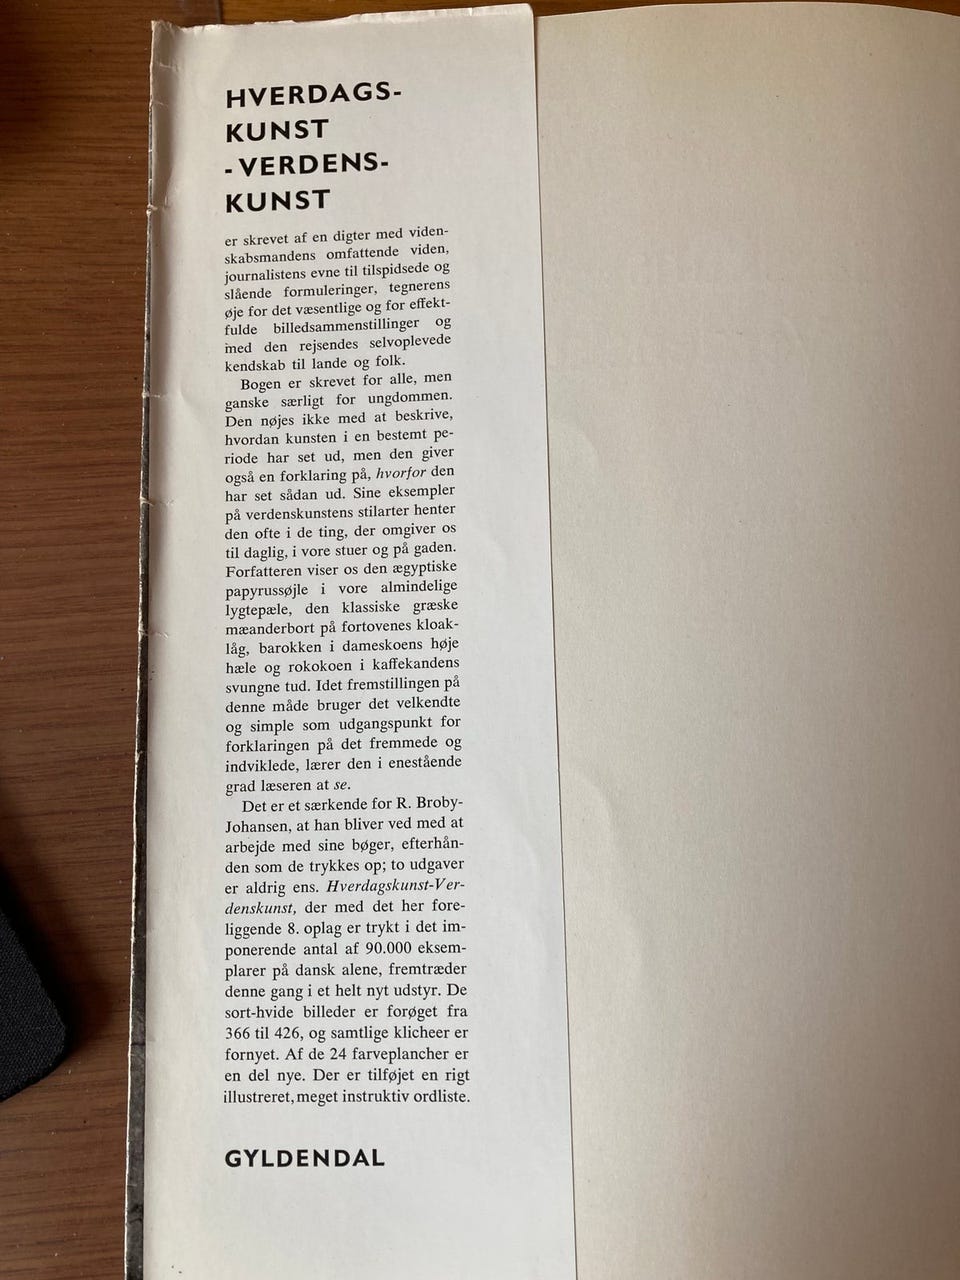 HVERDAGS-
KUNST
- VERDENS-
KUNST
er skrevet af en digter med viden-
skabsmandens omfattende viden,
journalistens evne til tilspidsede og
slående formuleringer, tegnerens
øje for det væsentlige og for effekt-
fulde billedsammenstillinger og
med den rejsendes selvoplevede
kendskab til lande og folk.
Bogen er skrevet for alle, men
ganske særligt for ungdommen.
Den nøjes ikke med at beskrive,
hvordan kunsten i en bestemt pe-
riode har set ud, men den giver
også en forklaring på, hvorfor den
har set sådan ud. Sine eksempler
på verdenskunstens stilarter henter
den ofte i de ting, der omgiver os
til daglig, i vore stuer og på gaden.
Forfatteren viser os den ægyptiske
papyrussøjle i vore almindelige
lygtepæle, den klassiske græske
mæanderbort på fortovenes kloak-
låg, barokken i dameskoens høje
hæle og rokokoen i kaffekandens
svungne tud. Idet fremstillingen på
denne måde bruger det velkendte
og simple som udgangspunkt for
forklaringen på det fremmede og
indviklede, lærer den i enestående
grad læseren at se.
Det er et særkende for R. Broby-
Johansen, at han bliver ved med at
arbejde med sine bøger, efterhån-
den som de trykkes op; to udgaver
er aldrig ens. Hverdagskunst-Ver-
denskunst, der med det her fore-
liggende 8. oplag er trykt i det im-
ponerende antal af 90.000 eksem-
plarer på dansk alene, fremtræder
denne gang i et helt nyt udstyr. De
sort-hvide billeder er forøget fra
366 til 426, og samtlige klicheer er
fornyet. Af de 24 farveplancher er
en del nye. Der er tilføjet en rigt
illustreret, meget instruktiv ordliste.
GYLDENDAL